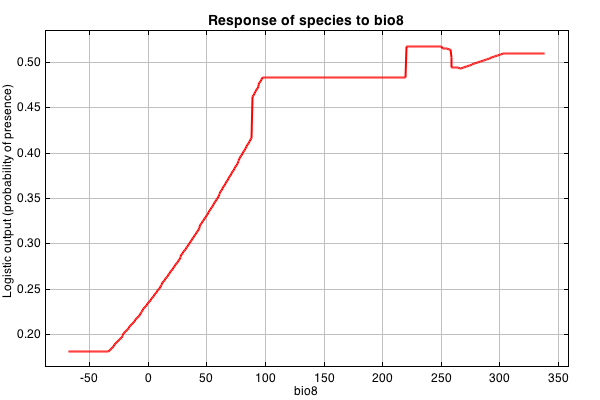 Response of species to bio8
Logistic output (probability of presence)
0.50
0.45
0.40
0.35
0.30
0.25
0.20
-50 0 50 100 150 200 250 300 350
bio8